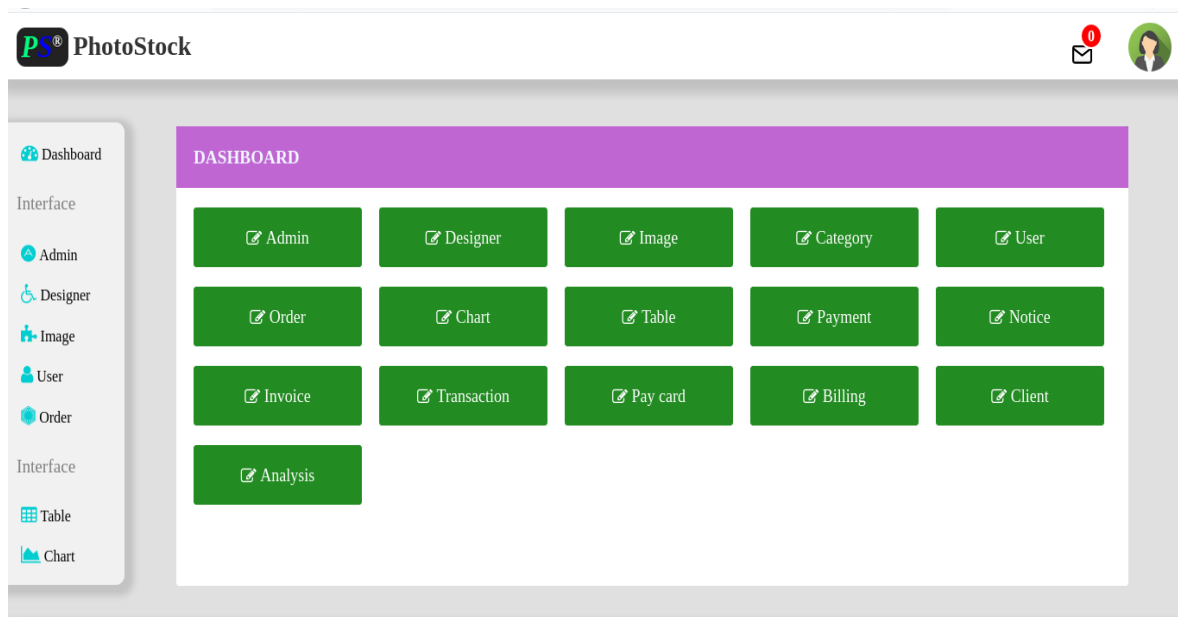 PS® PhotoStock
0
Dashboard
Interface
Admin
Designer
Image
User
Order
Interface
Table
Chart
DASHBOARD
Admin Designer Image Category User
Order Chart Table Payment Notice
Invoice Transaction Pay card Billing Client
Analysis